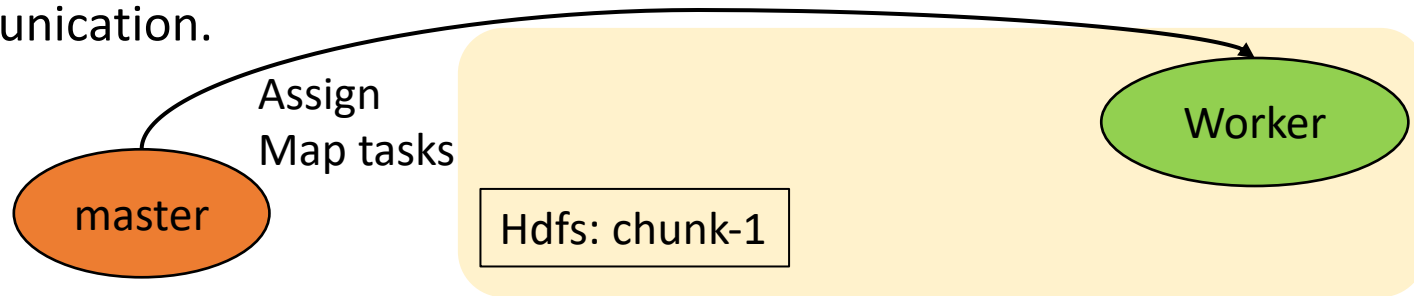 unication.
Assign
Map tasks
Worker
master
Hdfs: chunk-1